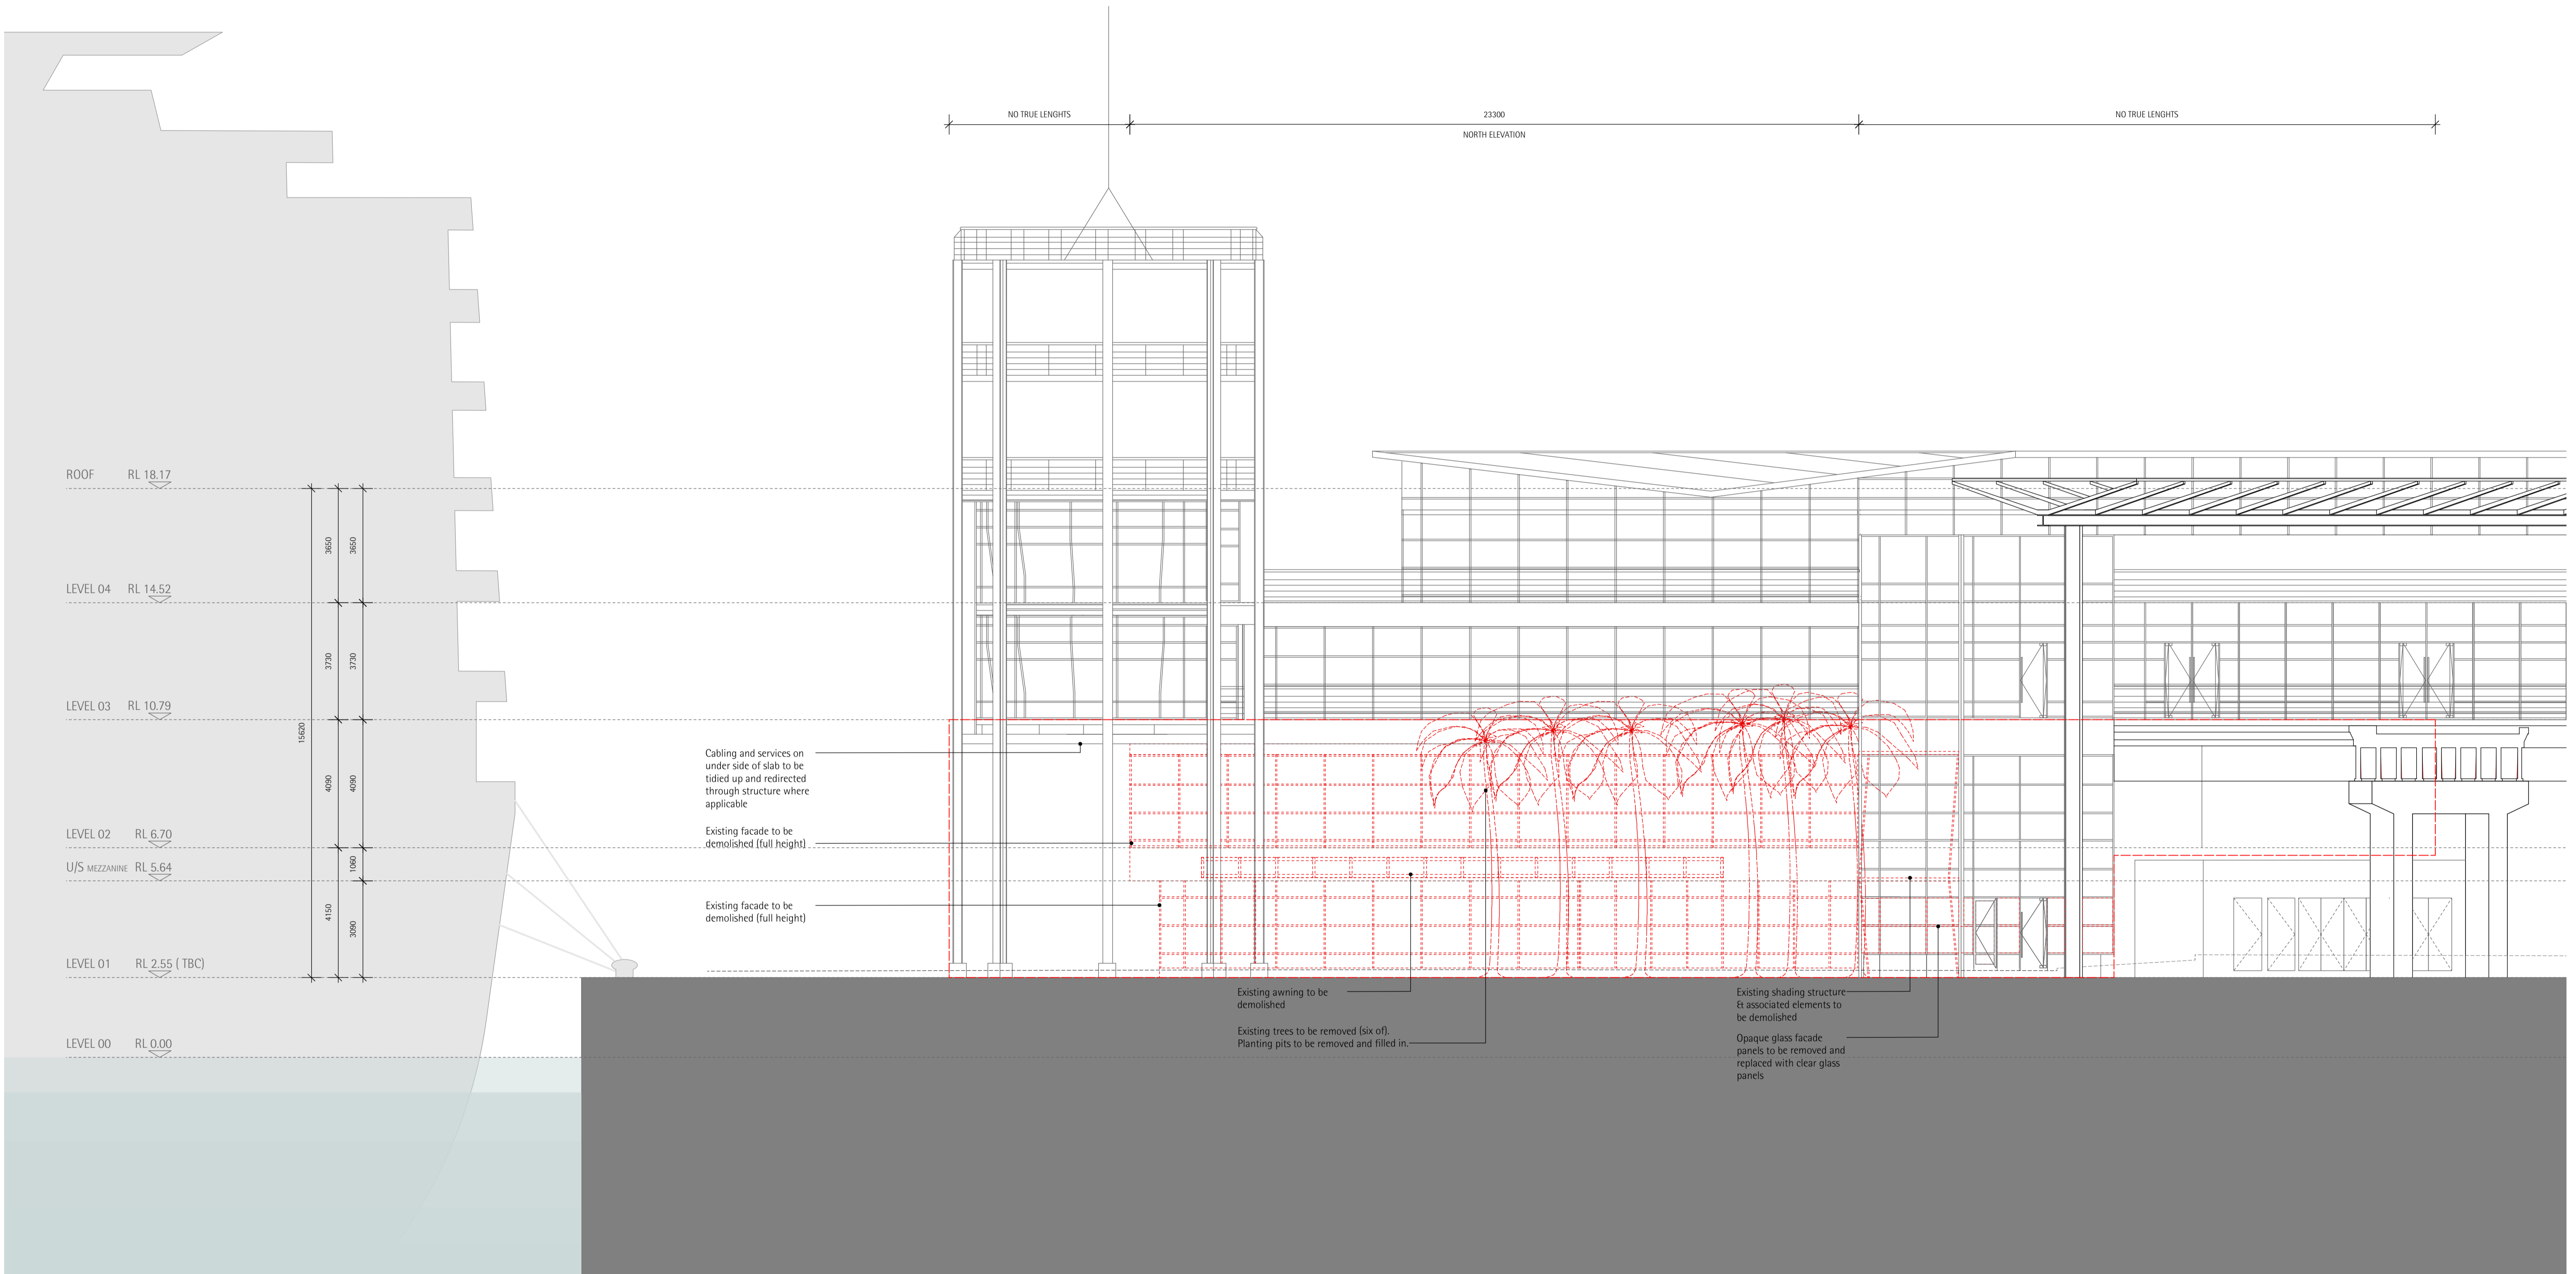 NO TRUE LENGHTS
23300
NO TRUE LENGHTS
NORTH ELEVATION
ROOF RL 18.17
3650
3650
LEVEL 04 RL 14.52
3730
3730
LEVEL 03 RL 10.79
15620
4090
4090
LEVEL 02 RL 6.70
U/S MEZZANINE RL 5.64
1060
4150
3090
LEVEL 01 RL 2.55 ( TBC)
LEVEL 00 RL 0.00
Cabling and services on
under side of slab to be
tidied up and redirected
through structure where
applicable
Existing facade to be
demolished (full height)
Existing facade to be
demolished (full height)
Existing awning to be
demolished
Existing trees to be removed (six of).
Planting pits to be removed and filled in.
Existing shading structure
& associated elements to
be demolished
Opaque glass facade
panels to be removed and
replaced with clear glass
panels